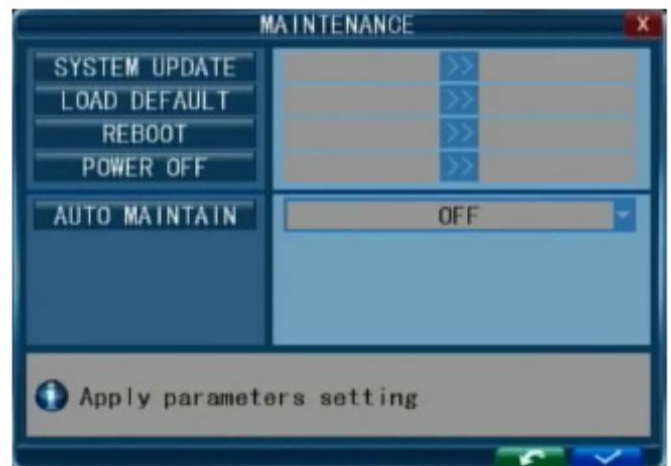 MAINTENANCE X
SYSTEM UPDATE >>
LOAD DEFAULT >>
REBOOT >>
POWER OFF >>
AUTO MAINTAIN OFF
Apply parameters setting